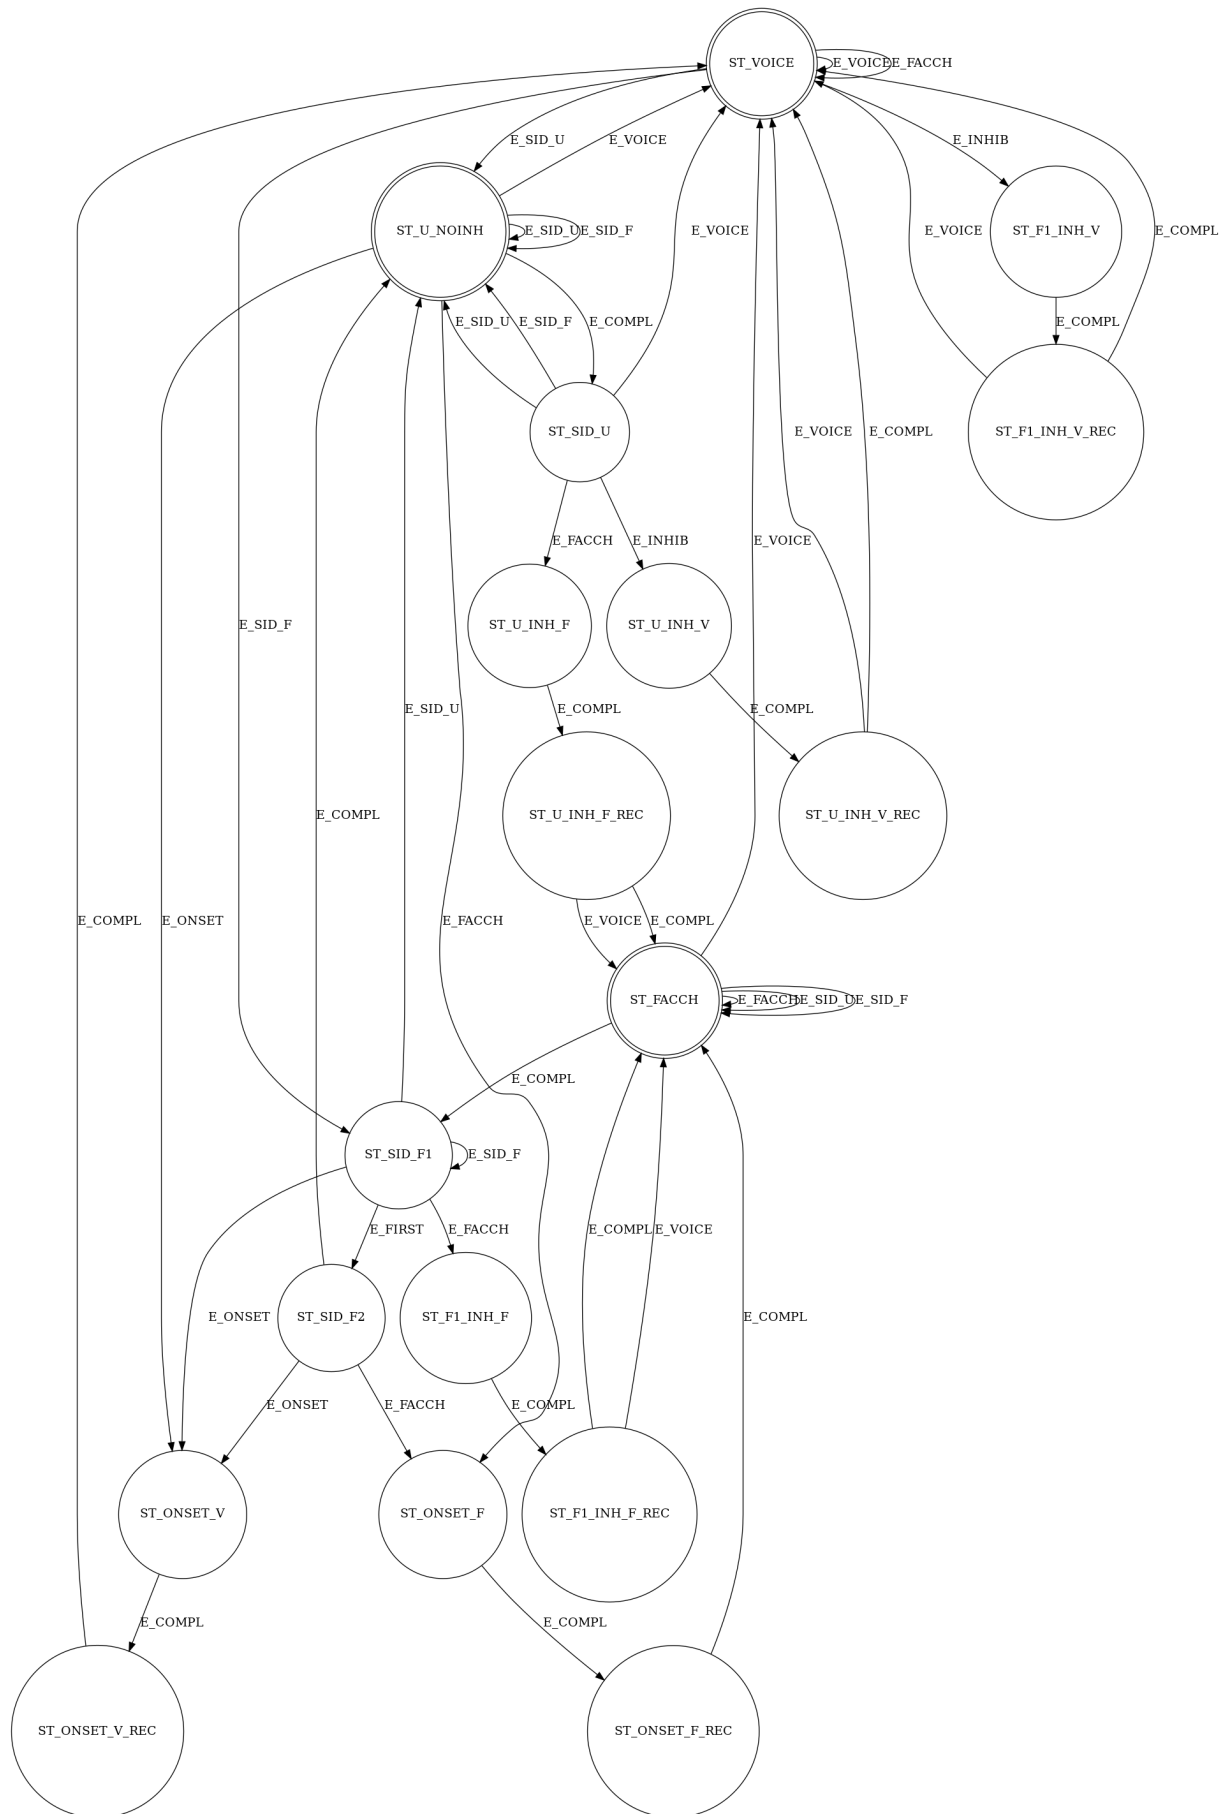 ST_VOICE
E_VOICE
E_FACCH
E_SID_U
E_VOICE
E_INHIB
ST_U_NOINH
E_SID_U
E_SID_F
E_VOICE
E_VOICE
ST_F1_INH_V
E_COMPL
E_SID_U
E_SID_F
E_COMPL
E_COMPL
ST_SID_U
E_VOICE
E_COMPL
ST_F1_INH_V_REC
E_FACCH
E_INHIB
E_VOICE
E_SID_F
ST_U_INH_F
ST_U_INH_V
E_SID_U
E_COMPL
E_COMPL
E_COMPL
ST_U_INH_F_REC
ST_U_INH_V_REC
E_COMPL
E_ONSET
E_FACCH
E_VOICE
E_COMPL
ST_FACCH
E_FACCH
E_SID_U
E_SID_F
E_COMPL
ST_SID_F1
E_SID_F
E_ONSET
E_FIRST
E_FACCH
E_COMPL
E_VOICE
ST_SID_F2
ST_F1_INH_F
E_COMPL
E_ONSET
E_FACCH
E_COMPL
ST_ONSET_V
ST_ONSET_F
ST_F1_INH_F_REC
E_COMPL
E_COMPL
ST_ONSET_V_REC
ST_ONSET_F_REC